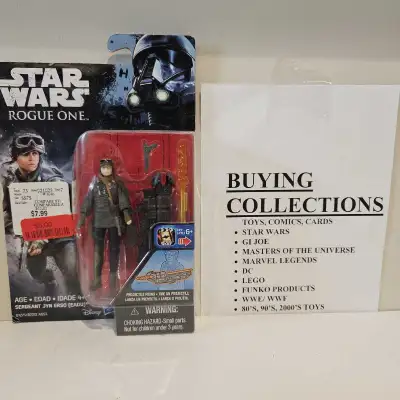 STAR
WARS
ROGUE ONE
$7.99
AGE • EDAD • IDADE 4+
SERGEANT JYN ERSO (EADU)
Disney
WARNING:
CHOKING HAZARD-Small parts.
Not for children under 3 years.
BUYING
COLLECTIONS
TOYS, COMICS, CARDS
• STAR WARS
• GI JOE
• MASTERS OF THE UNIVERSE
• MARVEL LEGENDS
• DC
• LEGO
• FUNKO PRODUCTS
• WWE/ WWF
• 80'S, 90'S, 2000'S TOYS